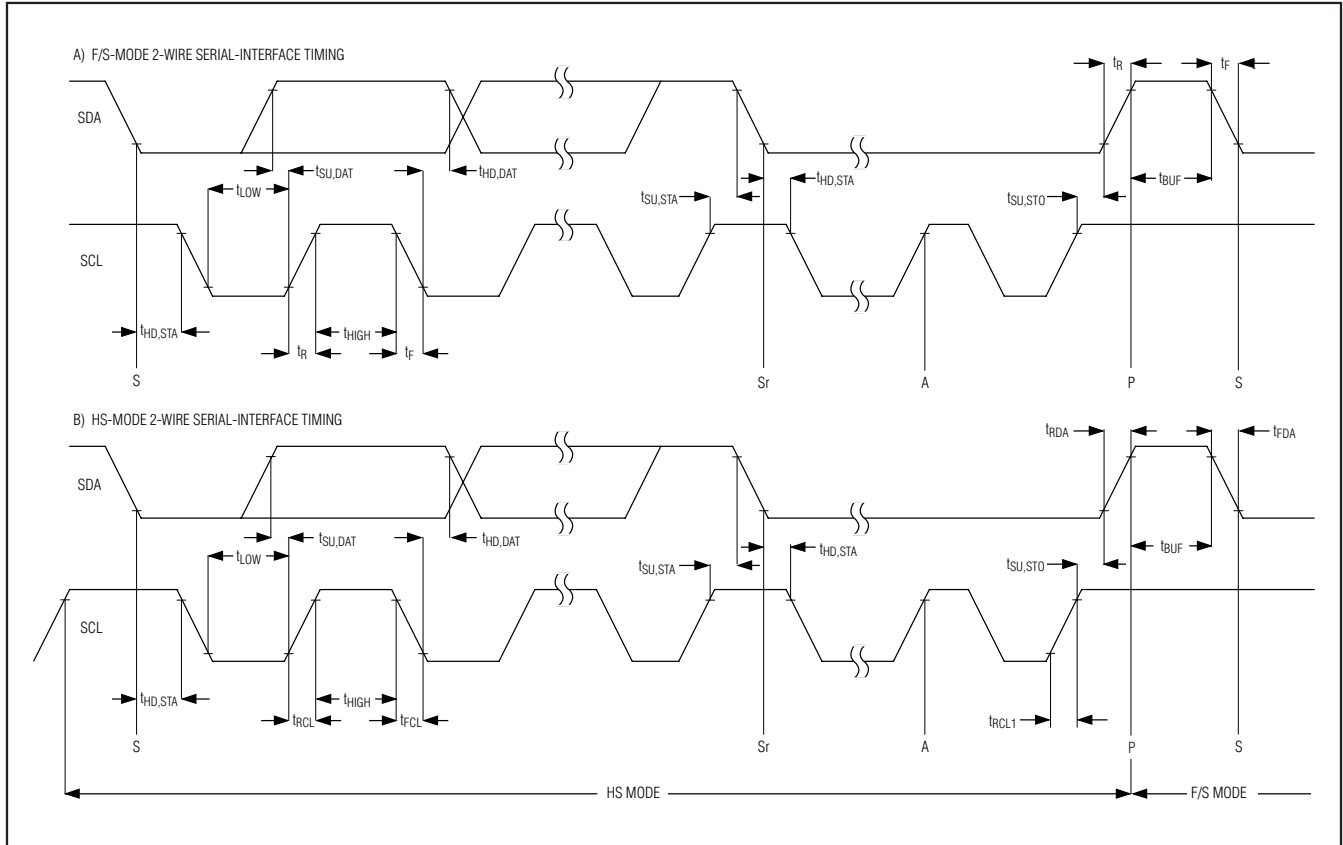 A) F/S-MODE 2-WIRE SERIAL-INTERFACE TIMING
tR
tF
SDA
tSU,DAT
tHD,DAT
tLOW
tHD,STA
tBUF
tSU,STA
tSU,STO
SCL
tHD,STA
tHIGH
tR
tF
S
Sr
A
P
S
B) HS-MODE 2-WIRE SERIAL-INTERFACE TIMING
tRDA
tFDA
SDA
tSU,DAT
tHD,DAT
tLOW
tHD,STA
tBUF
tSU,STA
tSU,STO
SCL
tHD,STA
tHIGH
tRCL
tFCL
tRCL1
S
Sr
A
P
S
HS MODE
F/S MODE